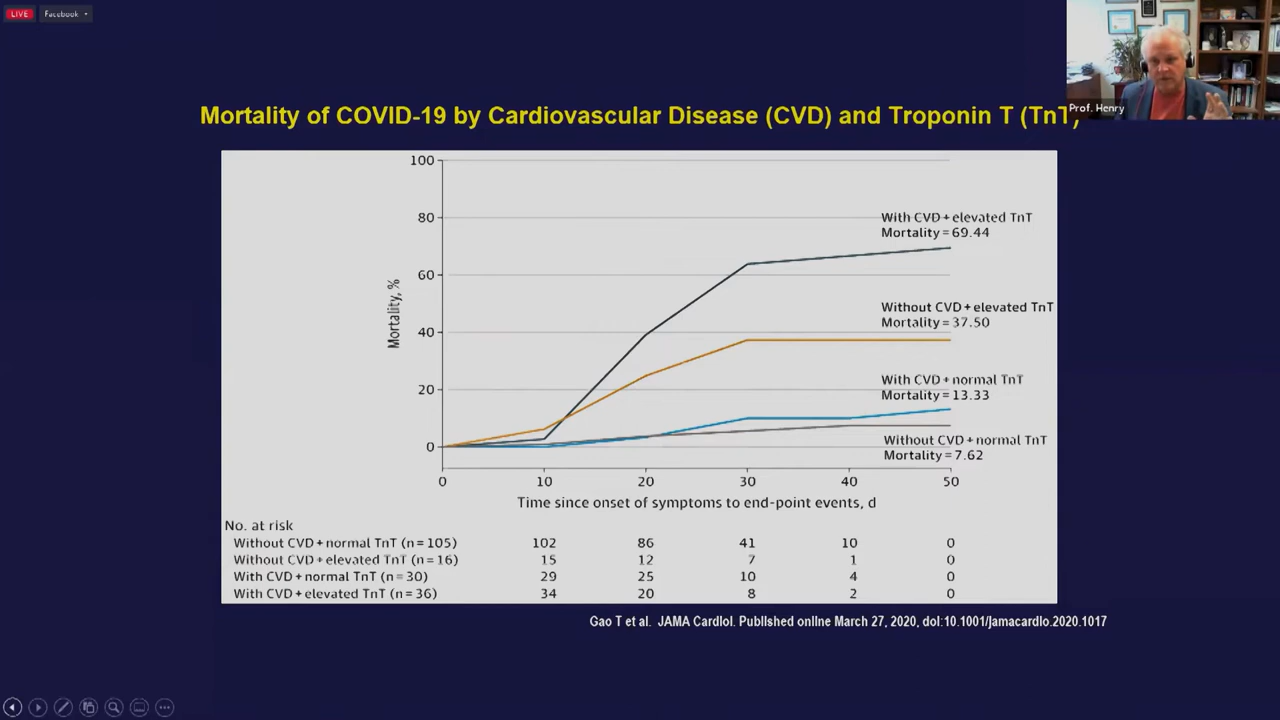 LIVE Facebook
Prof. Henry
Mortality of COVID-19 by Cardiovascular Disease (CVD) and Troponin T (TnT)
100
80
60
40
20
0
Mortality, %
With CVD + elevated TnT
Mortality = 69.44
Without CVD + elevated TnT
Mortality = 37.50
With CVD + normal TnT
Mortality = 13.33
Without CVD + normal TnT
Mortality = 7.62
0 10 20 30 40 50
Time since onset of symptoms to end-point events, d
No. at risk
Without CVD + normal TnT (n = 105) 102 86 41 10 0
Without CVD + elevated TnT (n = 16) 15 12 7 1 0
With CVD + normal TnT (n = 30) 29 25 10 4 0
With CVD + elevated TnT (n = 36) 34 20 8 2 0
Gao T et al. JAMA Cardiol. Published online March 27, 2020, doi:10.1001/jamacardio.2020.1017